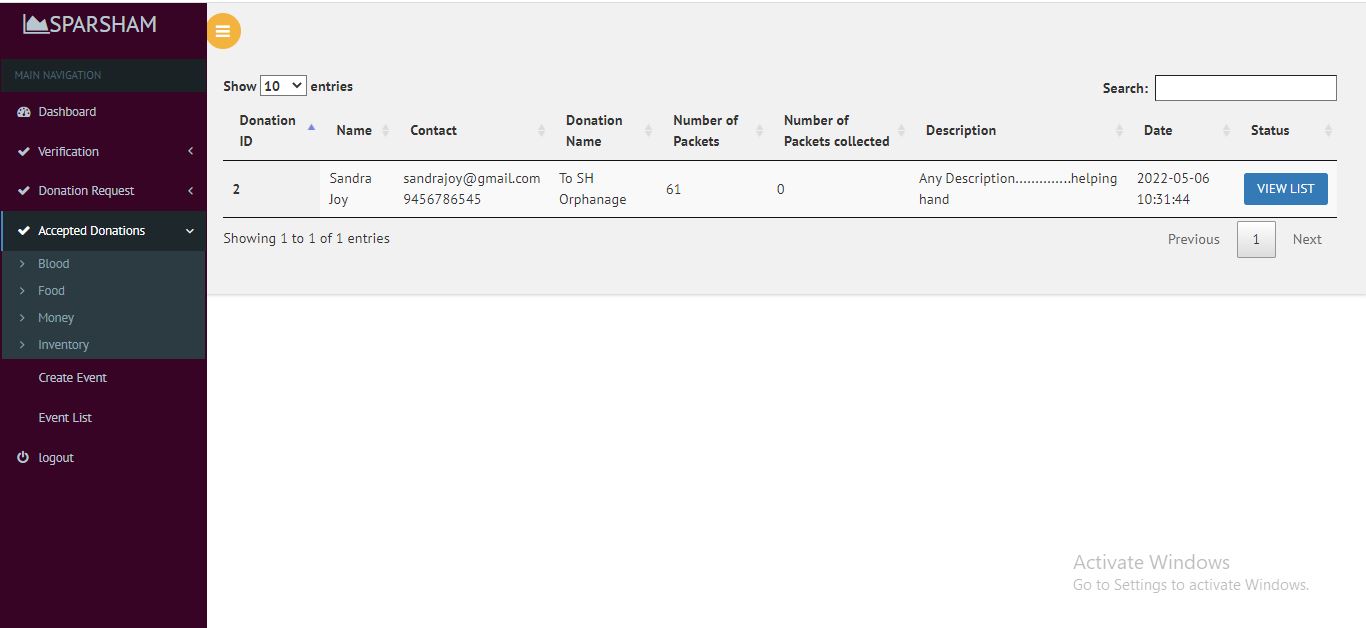 SPARSHAM
MAIN NAVIGATION
Dashboard
Verification
Donation Request
Accepted Donations
Blood
Food
Money
Inventory
Create Event
Event List
logout
Show 10 entries
Search:
Donation ID Name Contact Donation Name Number of Packets Number of Packets collected Description Date Status
2 Sandra Joy sandrajoy@gmail.com 9456786545 To SH Orphanage 61 0 Any Description..............helping hand 2022-05-06 10:31:44 VIEW LIST
Showing 1 to 1 of 1 entries
Previous 1 Next
Activate Windows
Go to Settings to activate Windows.